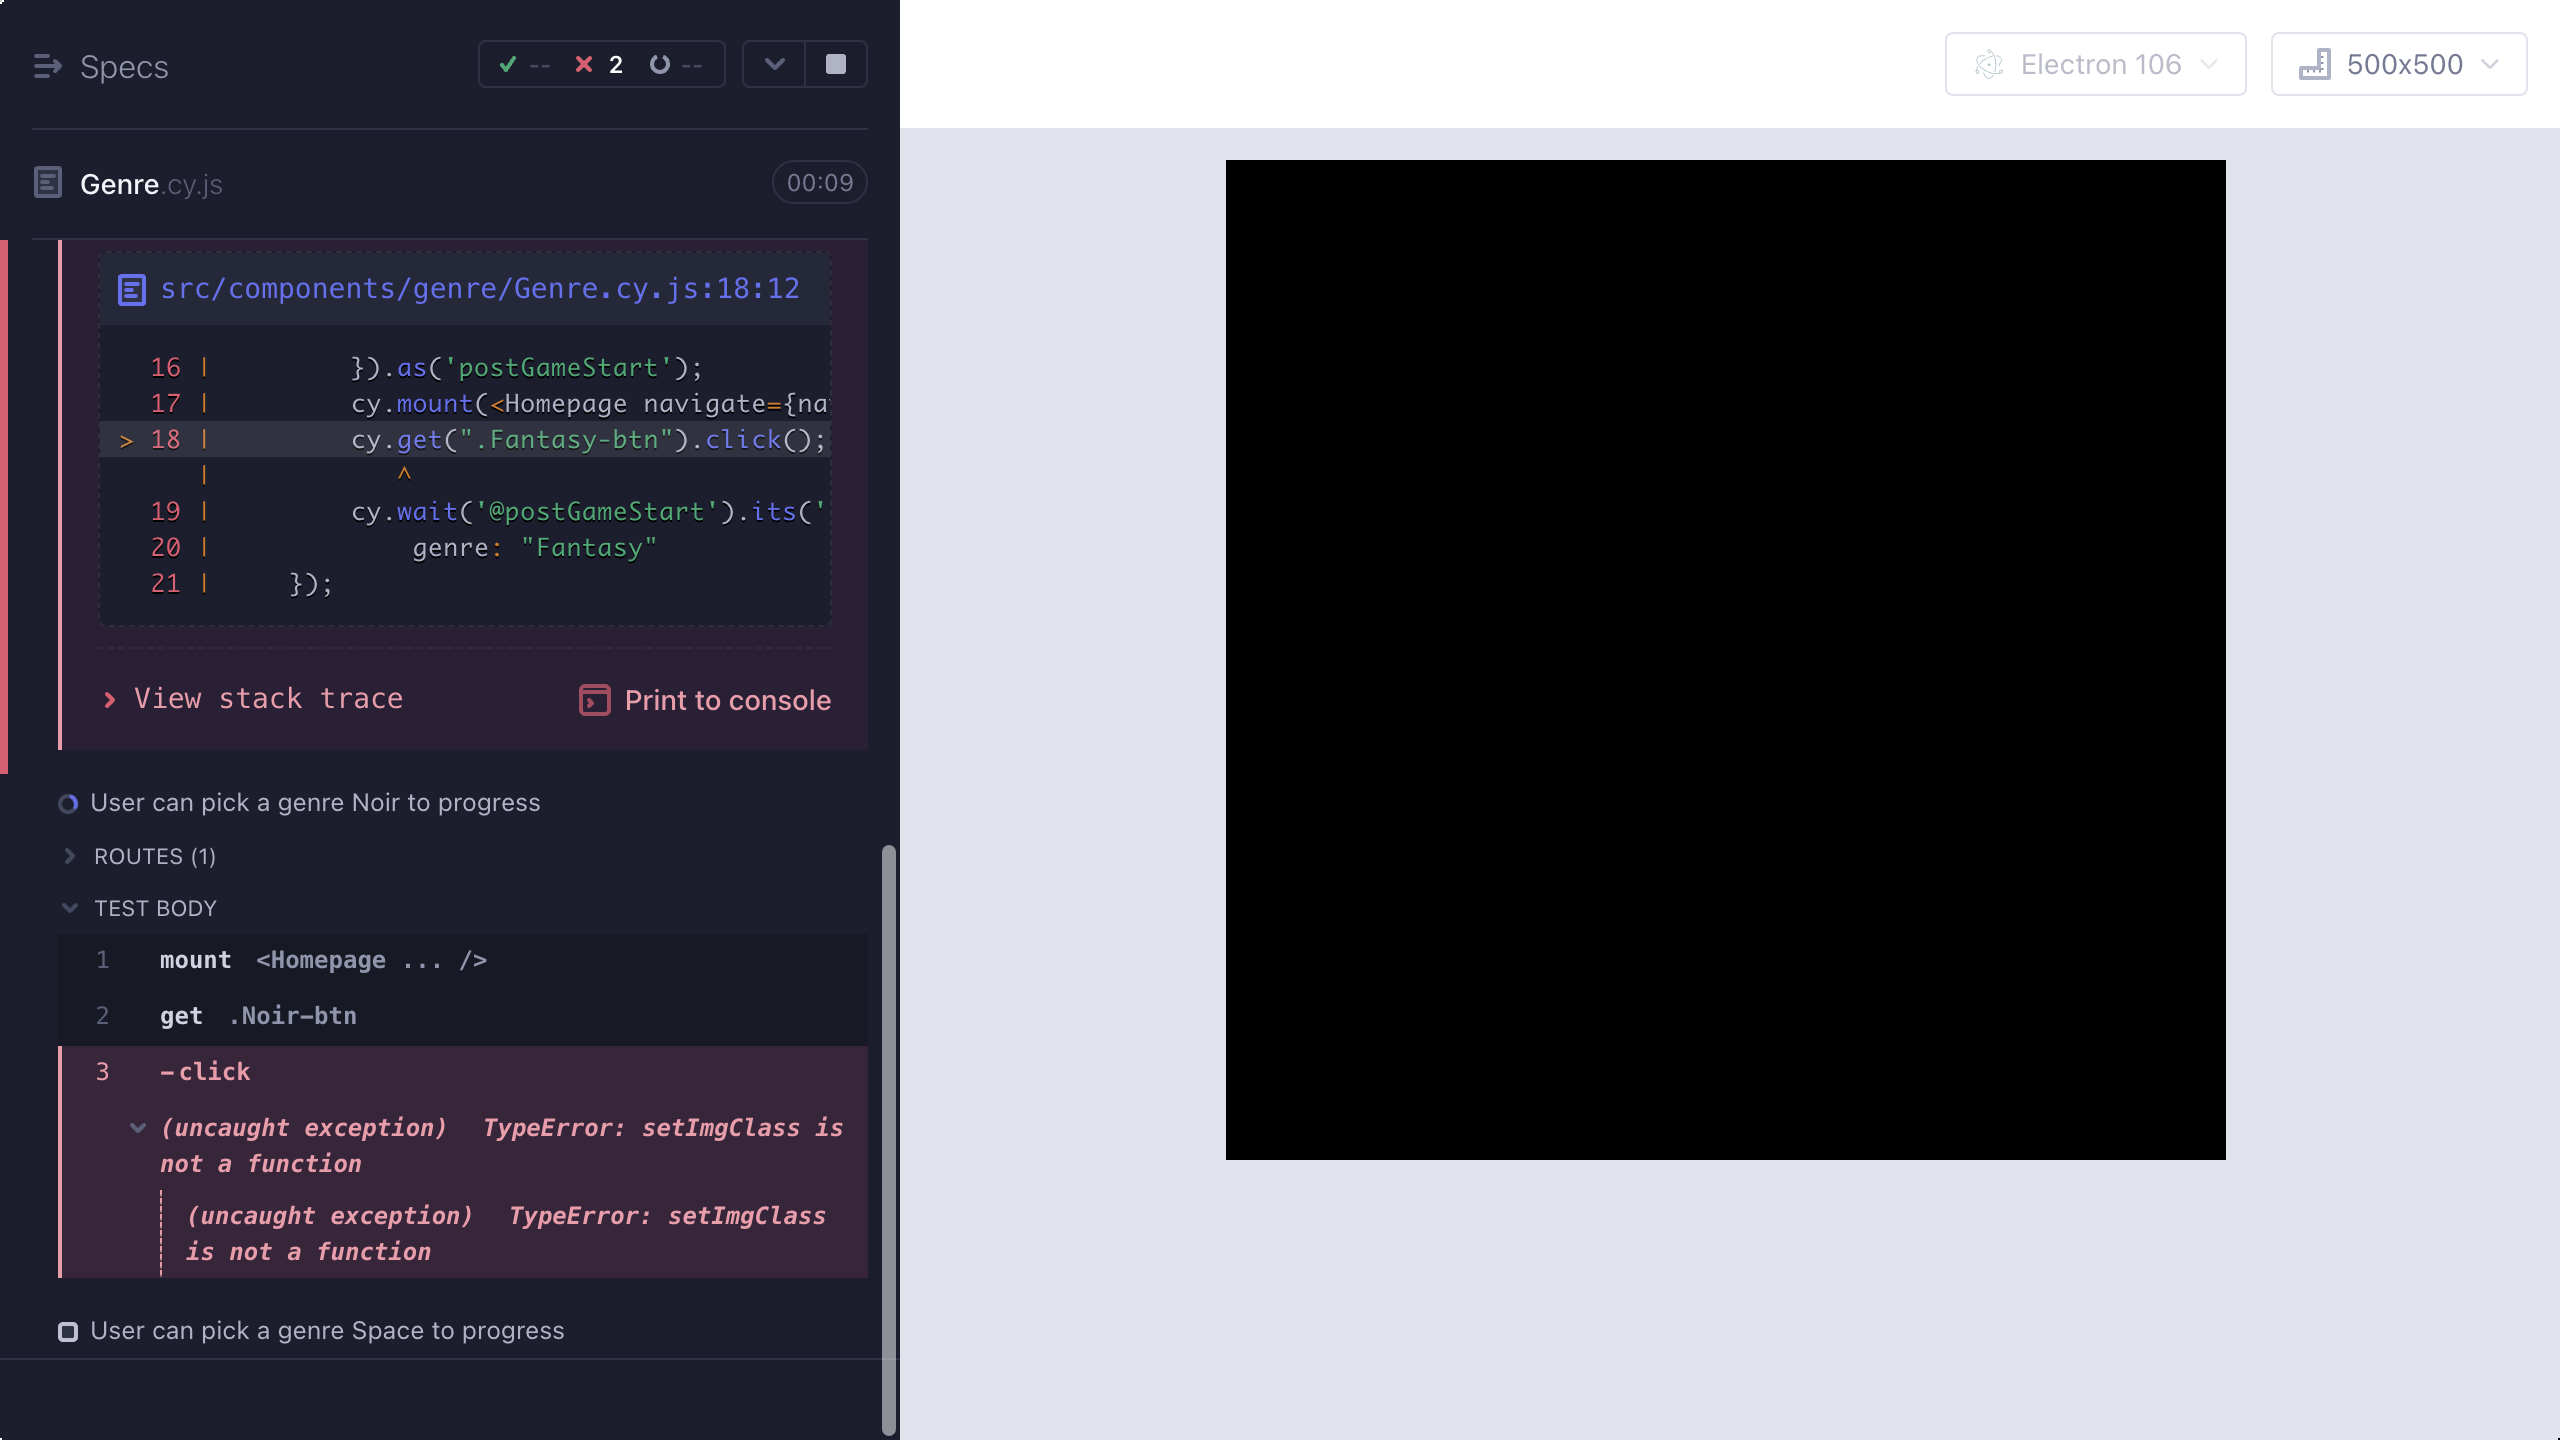 Specs
-- 2 --
Genre.cy.js
00:09
src/components/genre/Genre.cy.js:18:12
16 | }).as('postGameStart');
17 | cy.mount(<Homepage navigate={na
> 18 | cy.get(".Fantasy-btn").click();
| ^
19 | cy.wait('@postGameStart').its('
20 | genre: "Fantasy"
21 | });
View stack trace
Print to console
User can pick a genre Noir to progress
ROUTES (1)
TEST BODY
1 mount <Homepage ... />
2 get .Noir-btn
3 -click
(uncaught exception) TypeError: setImgClass is
not a function
(uncaught exception) TypeError: setImgClass
is not a function
User can pick a genre Space to progress
Electron 106
500x500